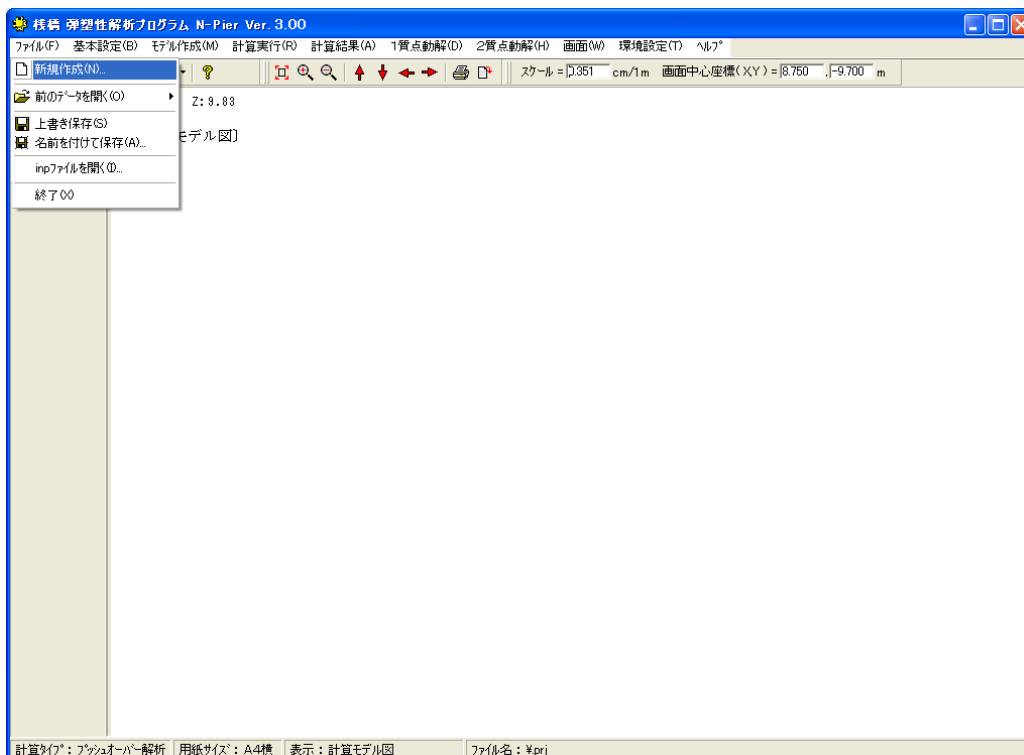 桟橋 弾塑性解析プログラム N-Pier Ver. 3.00
ファイル(F) 基本設定(B) モデル作成(M) 計算実行(R) 計算結果(A) 1質点動解(D) 2質点動解(H) 画面(W) 環境設定(T) ヘルプ
新規作成(N)...
スケール = 0.351 cm/1m 画面中心座標(X,Y) = 8.750 , -9.700 m
前のデータを開く(O)
Z:9.83
上書き保存(S)
モデル図〕
名前を付けて保存(A)...
inpファイルを開く(I)...
終了(X)
計算タイプ:プッシュオーバー解析 用紙サイズ:A4横 表示:計算モデル図 ファイル名:¥.prj